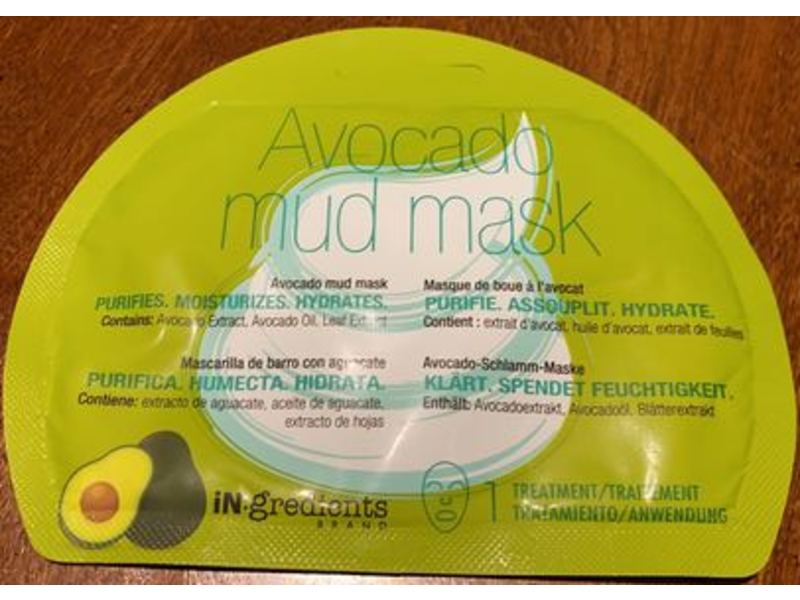 Avocado
mud mask
Avocado mud mask
PURIFIES. MOISTURIZES. HYDRATES.
Contains: Avocado Extract, Avocado Oil, Leaf Extract
Masque de boue à l'avocat
PURIFIE. ASSOUPLIT. HYDRATE.
Contient : extrait d'avocat, huile d'avocat, extrait de feuilles
Mascarilla de barro con aguacate
PURIFICA. HUMECTA. HIDRATA.
Contiene: extracto de aguacate, aceite de aguacate,
extracto de hojas
Avocado-Schlamm-Maske
KLÄRT. SPENDET FEUCHTIGKEIT.
Enthält: Avocadoextrakt, Avocadoöl, Blätterextrakt
iN·gredients
BRAND
1 TREATMENT/TRAITEMENT
TRATAMIENTO/ANWENDUNG